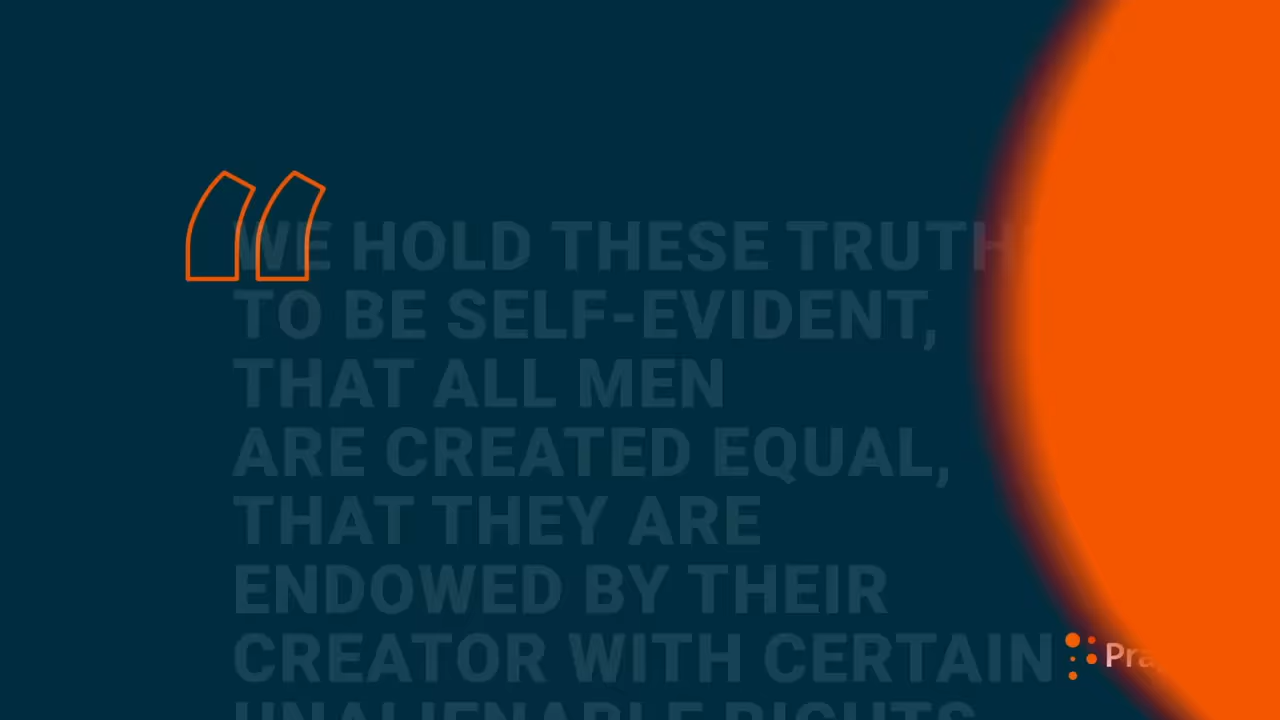 WE HOLD THESE TRUTH
TO BE SELF-EVIDENT,
THAT ALL MEN
ARE CREATED EQUAL,
THAT THEY ARE
ENDOWED BY THEIR
CREATOR WITH CERTAIN
UNALIENABLE RIGHTS